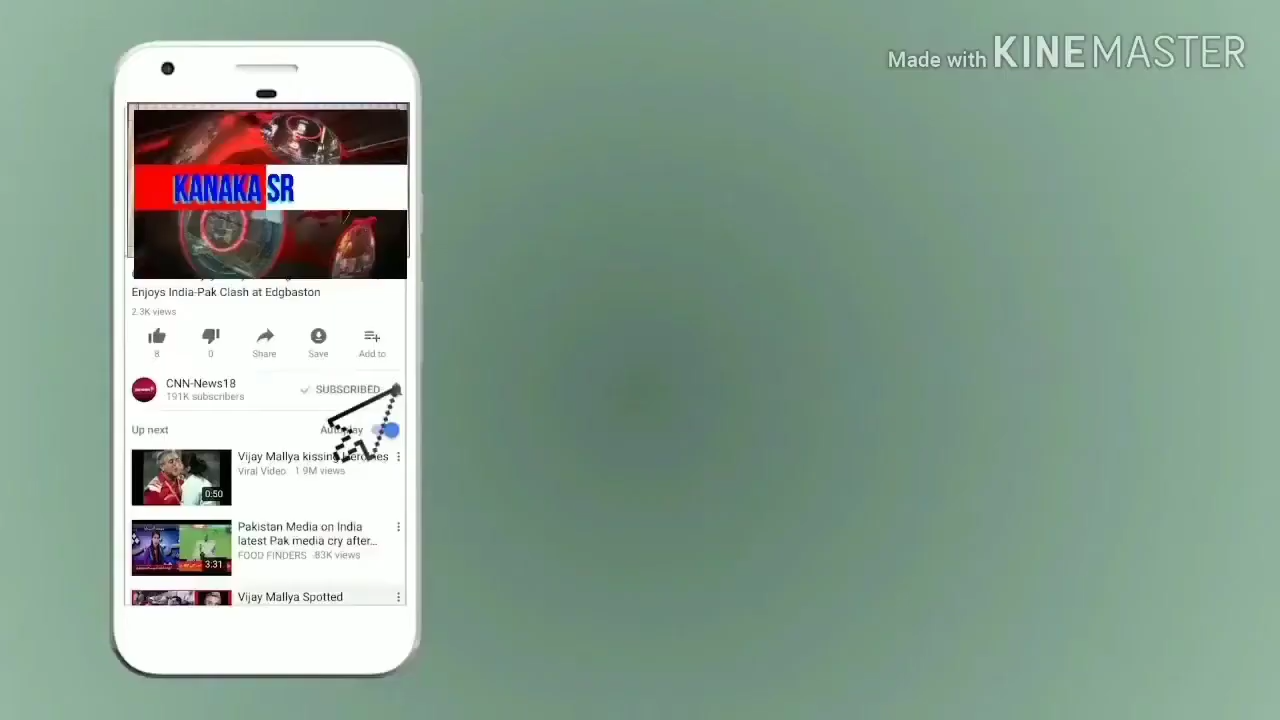 Made with KINEMASTER
KANAKA SR
Enjoys India-Pak Clash at Edgbaston
2.3K views
8
0
Share
Save
Add to
CNN-News18
191K subscribers
SUBSCRIBED
Up next
Autoplay
Vijay Mallya kissing heroines
Viral Video 1.9M views
0:50
Pakistan Media on India
latest Pak media cry after...
FOOD FINDERS 83K views
3:31
Vijay Mallya Spotted